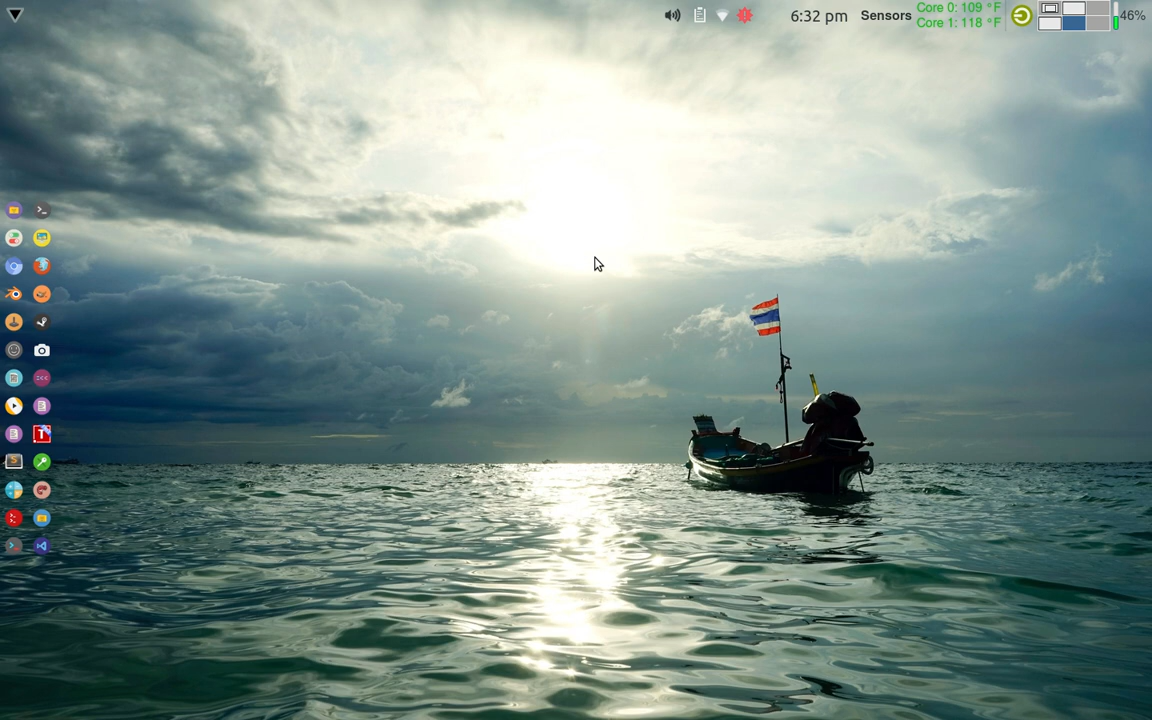 6:32 pm
Sensors
Core 0: 109 °F
Core 1: 118 °F
46%